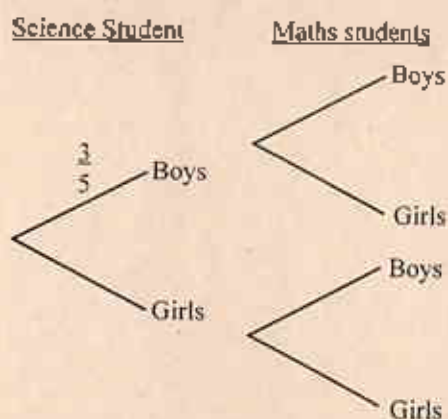 Science Student
Maths students
Boys
3
5
Boys
Girls
Boys
Girls
Girls